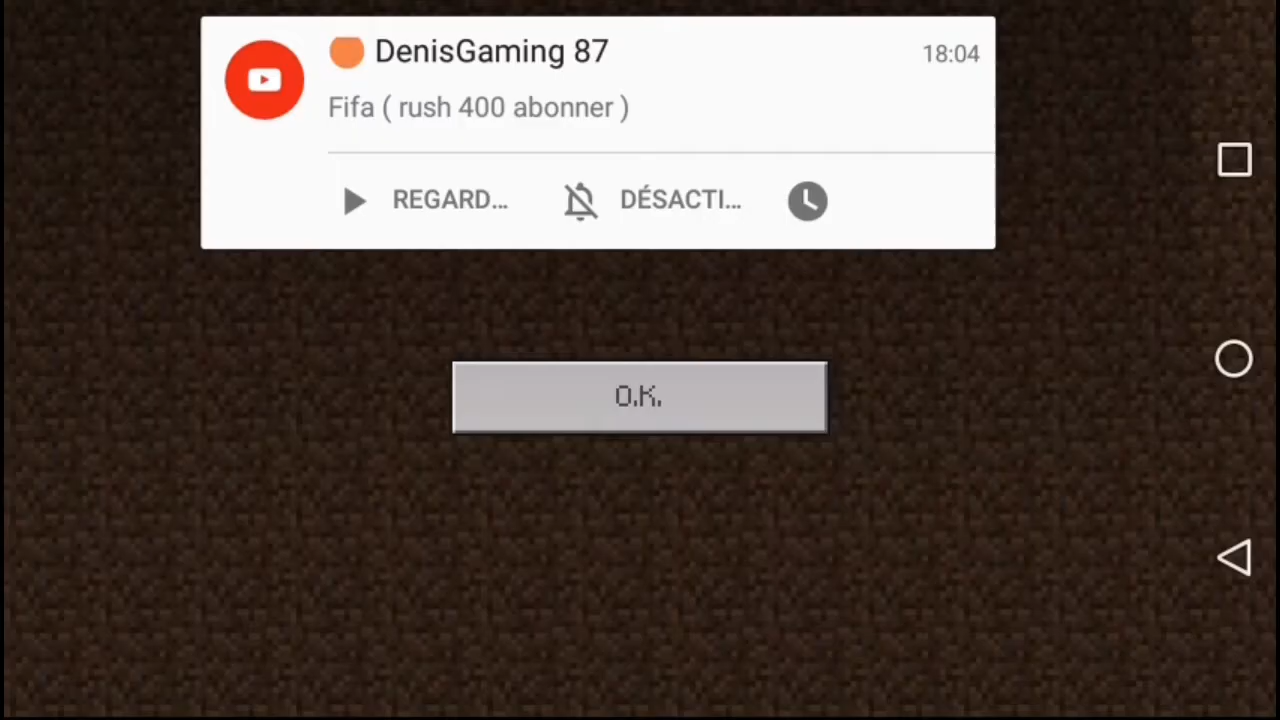 DenisGaming 87
18:04
Fifa ( rush 400 abonner )
REGARD... DÉSACTI...
O.K.